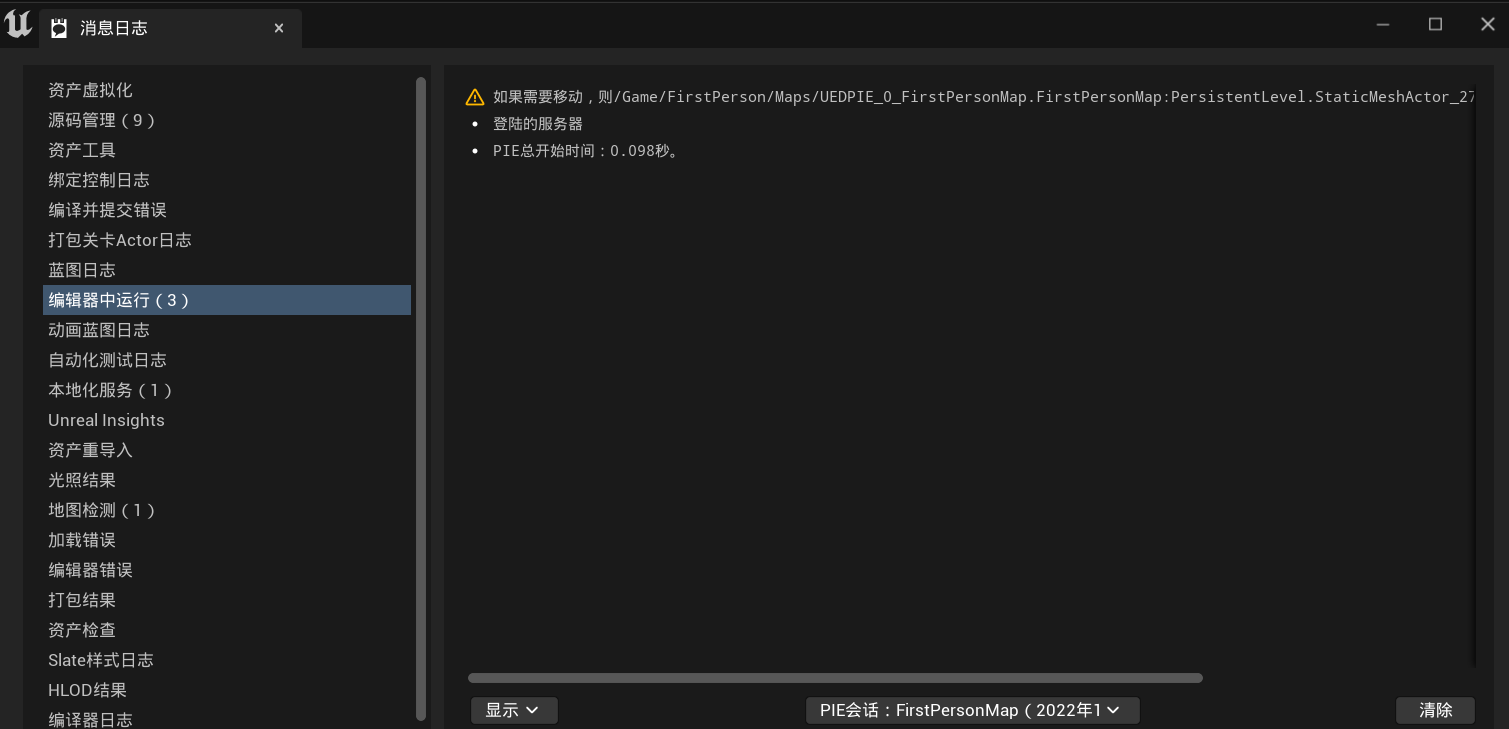 消息日志
资产虚拟化
源码管理（9）
资产工具
绑定控制日志
编译并提交错误
打包关卡Actor日志
蓝图日志
编辑器中运行（3）
动画蓝图日志
自动化测试日志
本地化服务（1）
Unreal Insights
资产重导入
光照结果
地图检测（1）
加载错误
编辑器错误
打包结果
资产检查
Slate样式日志
HLOD结果
编译器日志
如果需要移动，则/Game/FirstPerson/Maps/UEDPIE_0_FirstPersonMap.FirstPersonMap:PersistentLevel.StaticMeshActor_27
登陆的服务器
PIE总开始时间：0.098秒。
显示
PIE会话：FirstPersonMap（2022年1
清除